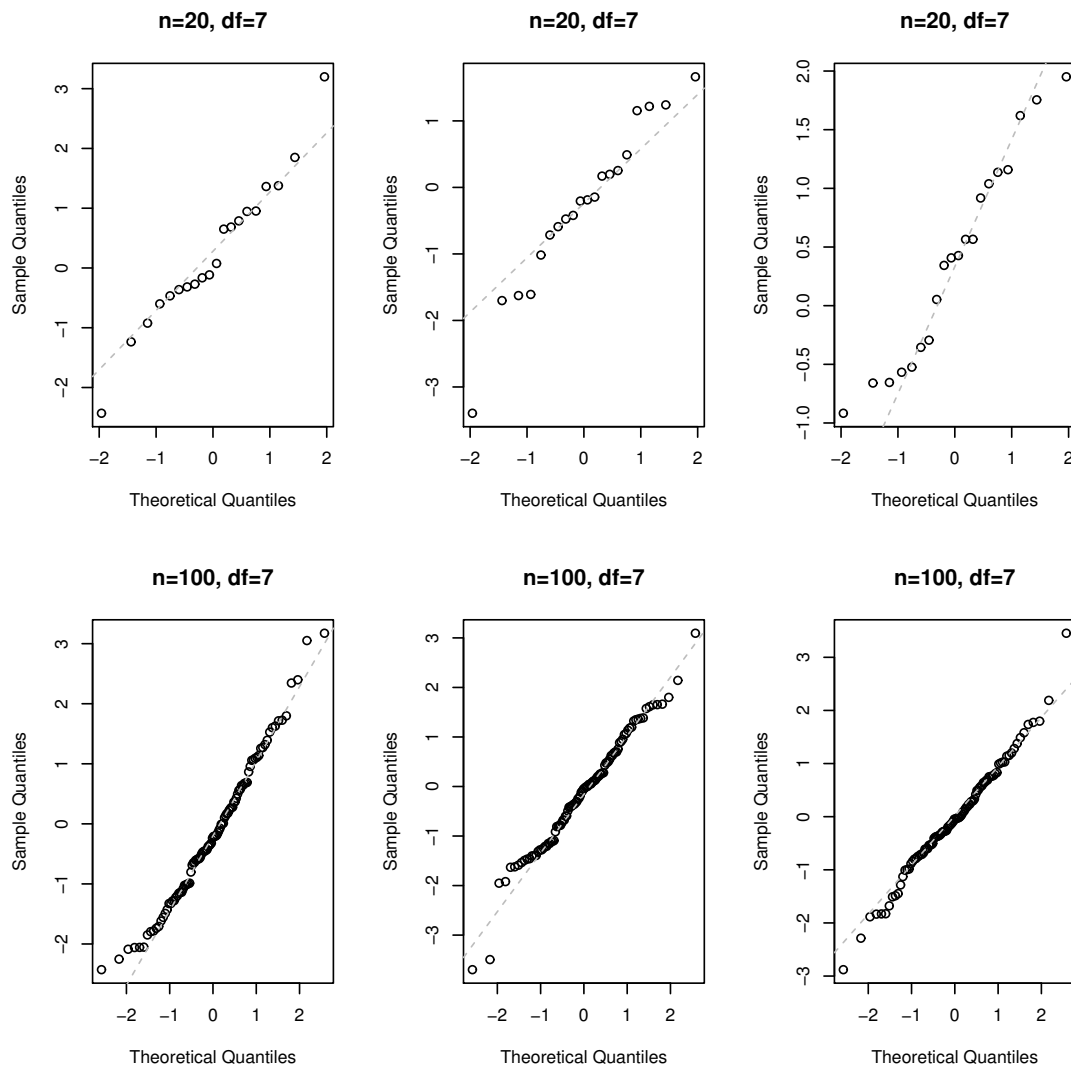 n=20, df=7
n=20, df=7
n=20, df=7
Sample Quantiles
3
2
1
0
−1
−2
−2 −1 0 1 2
Theoretical Quantiles
Sample Quantiles
1
0
−1
−2
−3
−2 −1 0 1 2
Theoretical Quantiles
Sample Quantiles
2.0
1.5
1.0
0.5
0.0
−0.5
−1.0
−2 −1 0 1 2
Theoretical Quantiles
n=100, df=7
n=100, df=7
n=100, df=7
Sample Quantiles
3
2
1
0
−1
−2
−2 −1 0 1 2
Theoretical Quantiles
Sample Quantiles
3
2
1
0
−1
−2
−3
−2 −1 0 1 2
Theoretical Quantiles
Sample Quantiles
3
2
1
0
−1
−2
−3
−2 −1 0 1 2
Theoretical Quantiles